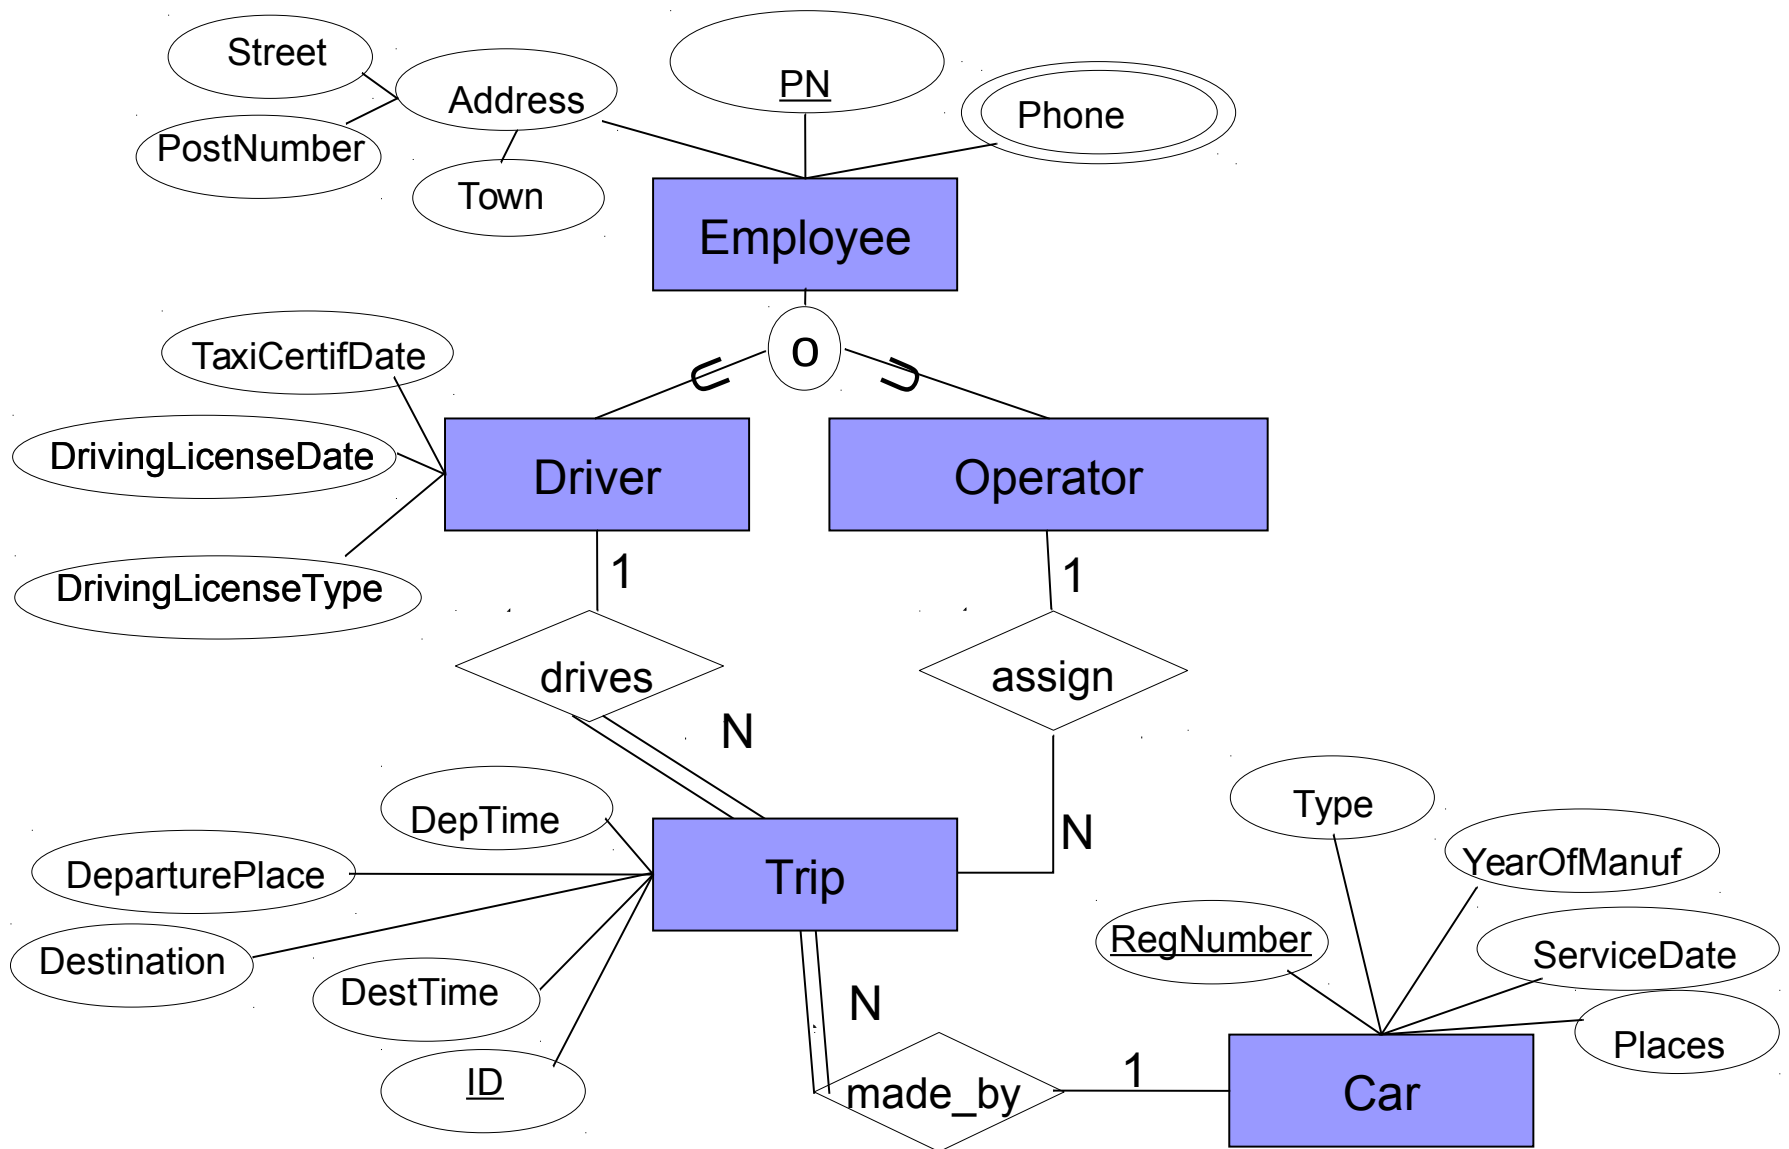 Street
Address
PN
Phone
PostNumber
Town
Employee
o
TaxiCertifDate
DrivingLicenseDate
DrivingLicenseType
Driver
Operator
1
1
drives
assign
N
N
DepTime
DeparturePlace
Destination
DestTime
ID
Trip
Type
YearOfManuf
RegNumber
ServiceDate
Places
N
made_by
1
Car